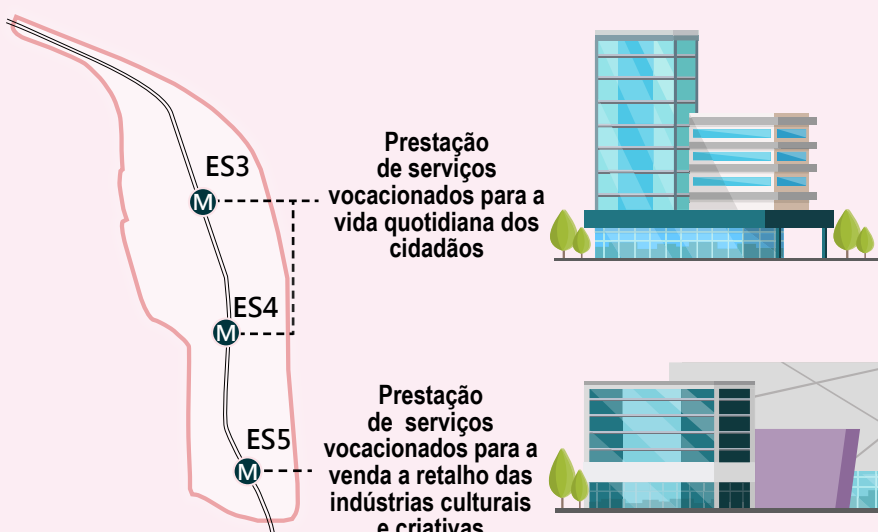 ES3
M
Prestação
de serviços
vocacionados para a
vida quotidiana dos
cidadãos
ES4
M
Prestação
de serviços
vocacionados para a
venda a retalho das
indústrias culturais
e criativas
ES5
M